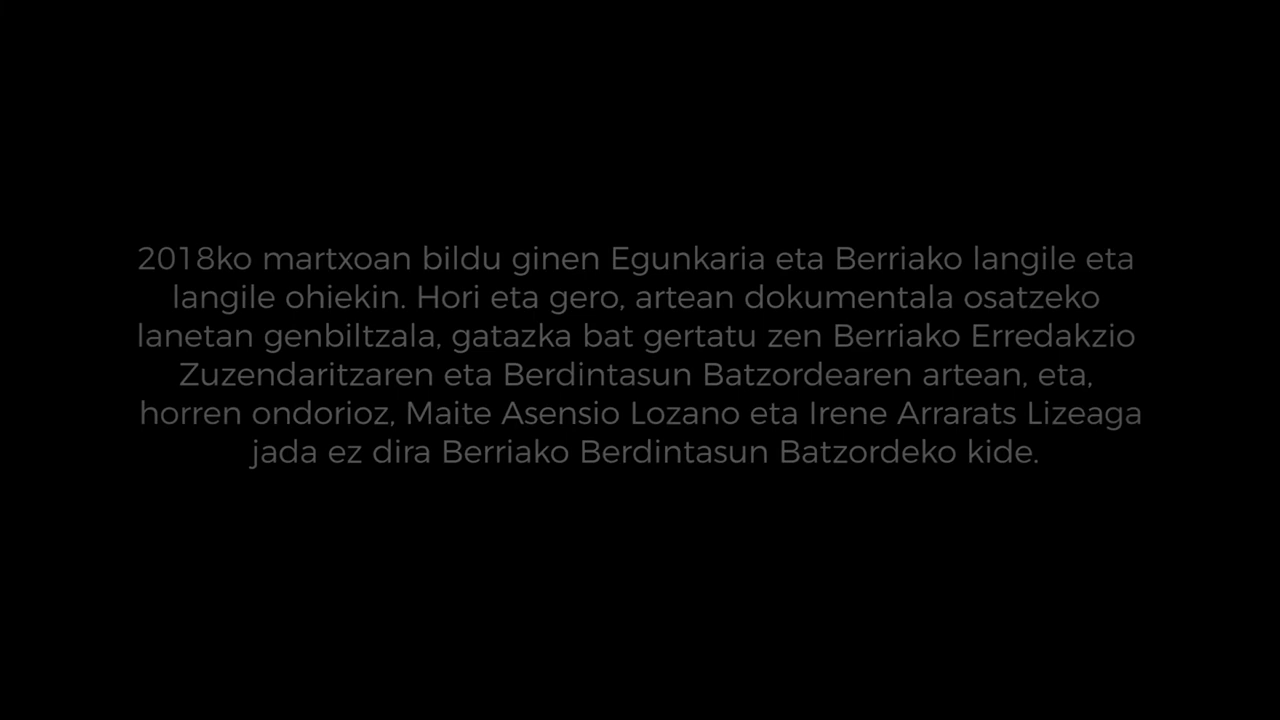 2018ko martxoan bildu ginen Egunkaria eta Berriako langile eta
langile ohiekin. Hori eta gero, artean dokumentala osatzeko
lanetan genbiltzala, gatazka bat gertatu zen Berriako Erredakzio
Zuzendaritzaren eta Berdintasun Batzordearen artean, eta,
horren ondorioz, Maite Asensio Lozano eta Irene Arrarats Lizeaga
jada ez dira Berriako Berdintasun Batzordeko kide.